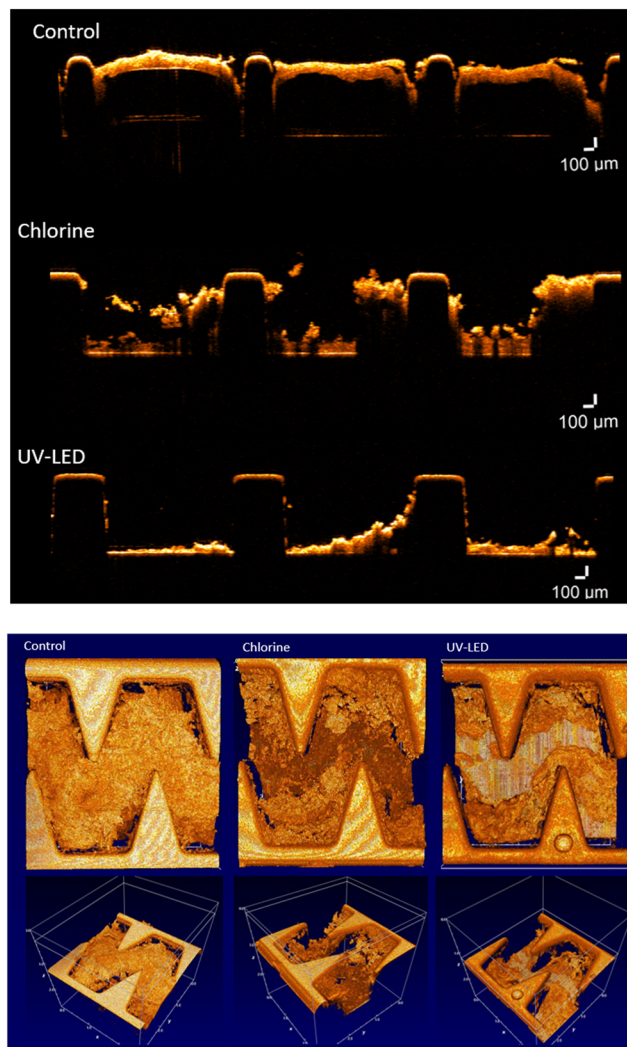 Control
100 µm
Chlorine
100 µm
UV-LED
100 µm
Control
Chlorine
UV-LED